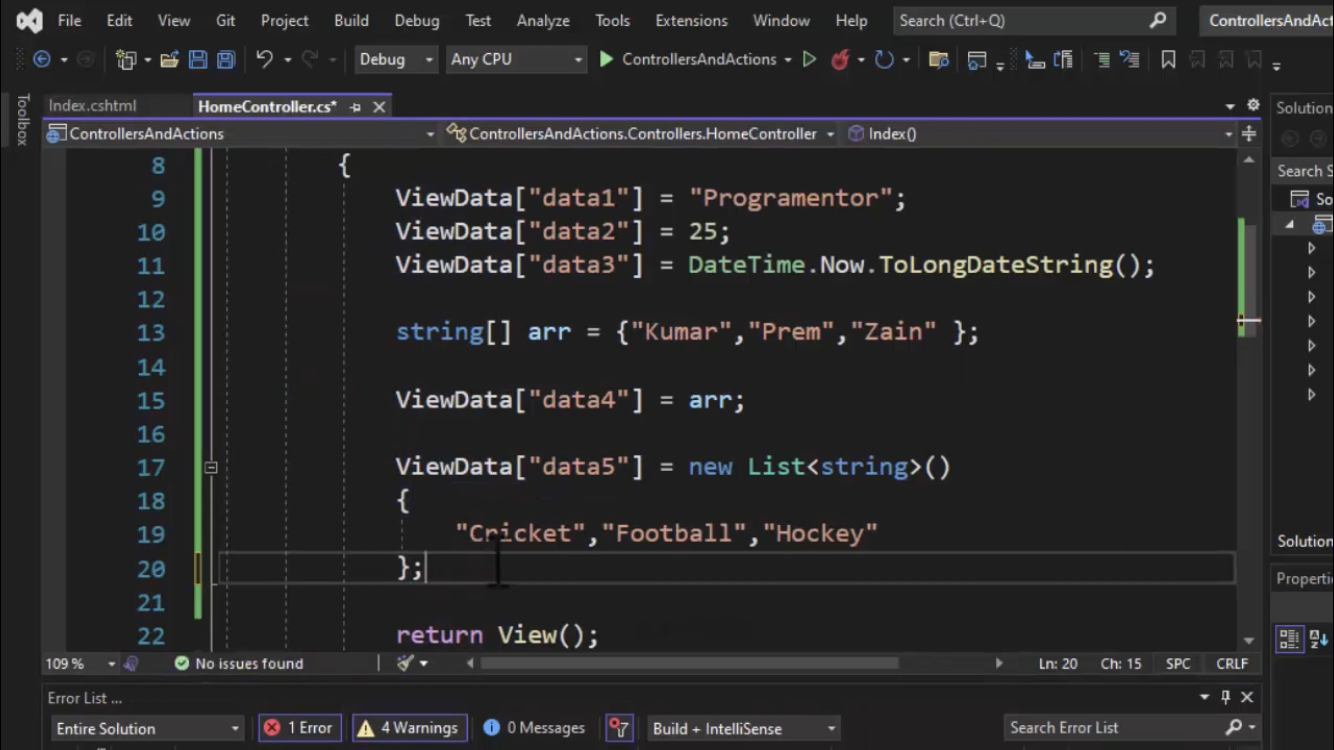 File Edit View Git Project Build Debug Test Analyze Tools Extensions Window Help Search (Ctrl+Q) ControllersAndActions
Debug Any CPU ControllersAndActions
Toolbox
Index.cshtml HomeController.cs* Solution
ControllersAndActions ControllersAndActions.Controllers.HomeController Index()
Search S
So
8 {
9 ViewData["data1"] = "Programentor";
10 ViewData["data2"] = 25;
11 ViewData["data3"] = DateTime.Now.ToLongDateString();
12
13 string[] arr = {"Kumar","Prem","Zain" };
14
15 ViewData["data4"] = arr;
16
17 ViewData["data5"] = new List<string>()
18 {
19 "Cricket","Football","Hockey"
20 };
21
22 return View();
Solution
Properti
109 % No issues found Ln: 20 Ch: 15 SPC CRLF
Error List ...
Entire Solution 1 Error 4 Warnings 0 Messages Build + IntelliSense Search Error List